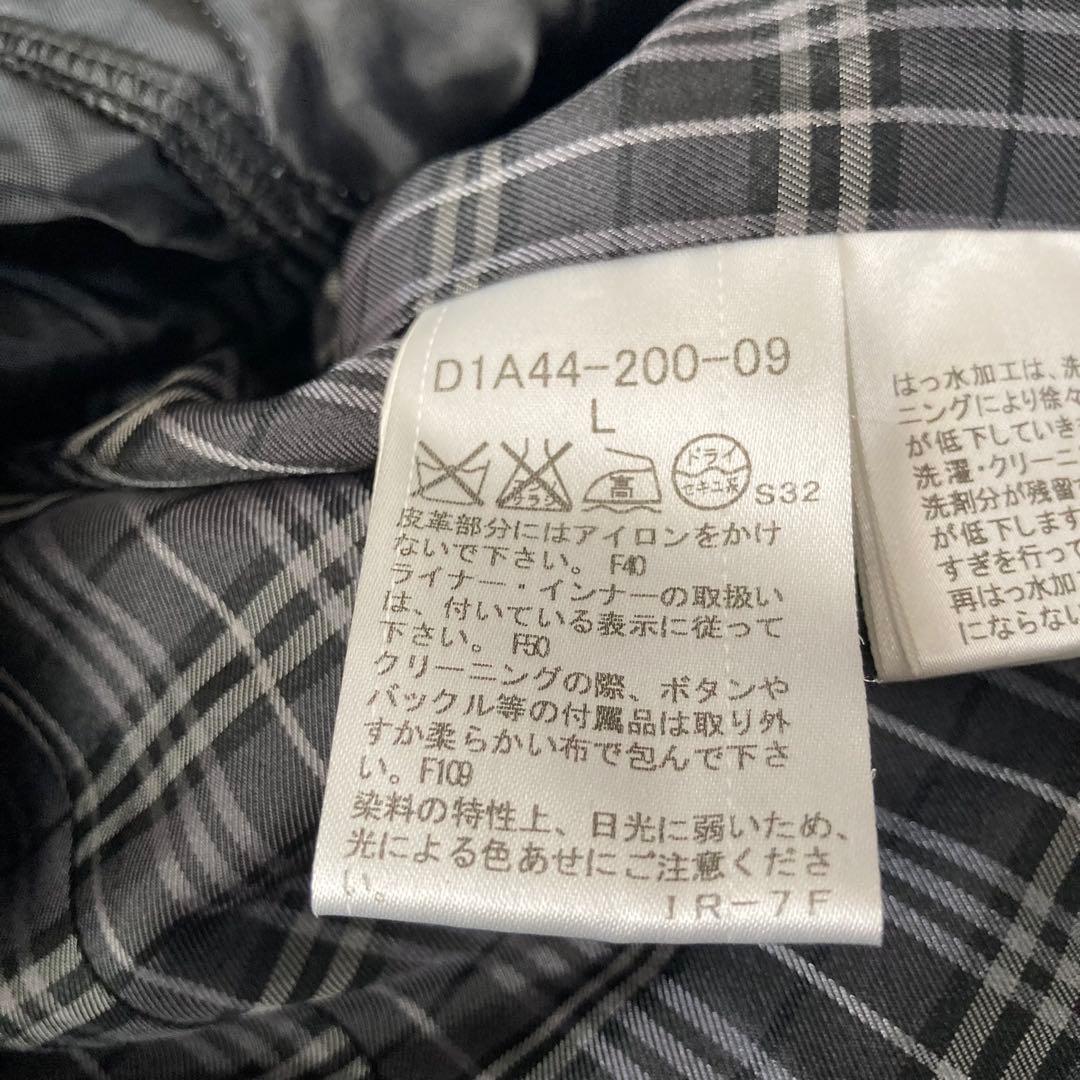 D1A44-200-09
L
エンソサラシ
高
ドライ
セキユ系
S32
皮革部分にはアイロンをかけ
ないで下さい。F40
ライナー・インナーの取扱い
は、付いている表示に従って
下さい。F50
クリーニングの際、ボタンや
バックル等の付属品は取り外
すか柔らかい布で包んで下さ
い。F109
染料の特性上、日光に弱いため、
光による色あせにご注意くださ
い。
IR-7F
はっ水加工は、洗
ニングにより徐々
が低下していき
洗濯・クリーニ
洗剤分が残留
が低下します
すぎを行って
再はっ水加
にならない